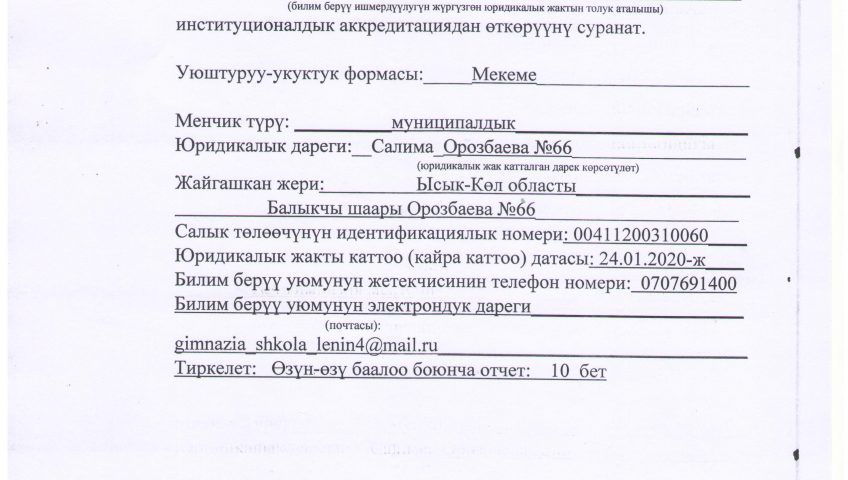 (билим берүү ишмердүүлүгүн жүргүзгөн юридикалык жактын толук аталышы)
институционалдык аккредитациядан өткөрүүнү суранат.
Уюштуруу-укуктук формасы: Мекеме
Менчик түрү: муниципалдык
Юридикалык дареги: Салима Орозбаева №66
(юридикалык жак катталган дарек көрсөтүлөт)
Жайгашкан жери: Ысык-Көл областы
Балыкчы шаары Орозбаева №66
Салык төлөөчүнүн идентификациялык номери: 00411200310060
Юридикалык жакты каттоо (кайра каттоо) датасы: 24.01.2020-ж
Билим берүү уюмунун жетекчисинин телефон номери: 0707691400
Билим берүү уюмунун электрондук дареги
(почтасы):
gimnazia_shkola_lenin4@mail.ru
Тиркелет: Өзүн-өзү баалоо боюнча отчет: 10 бет